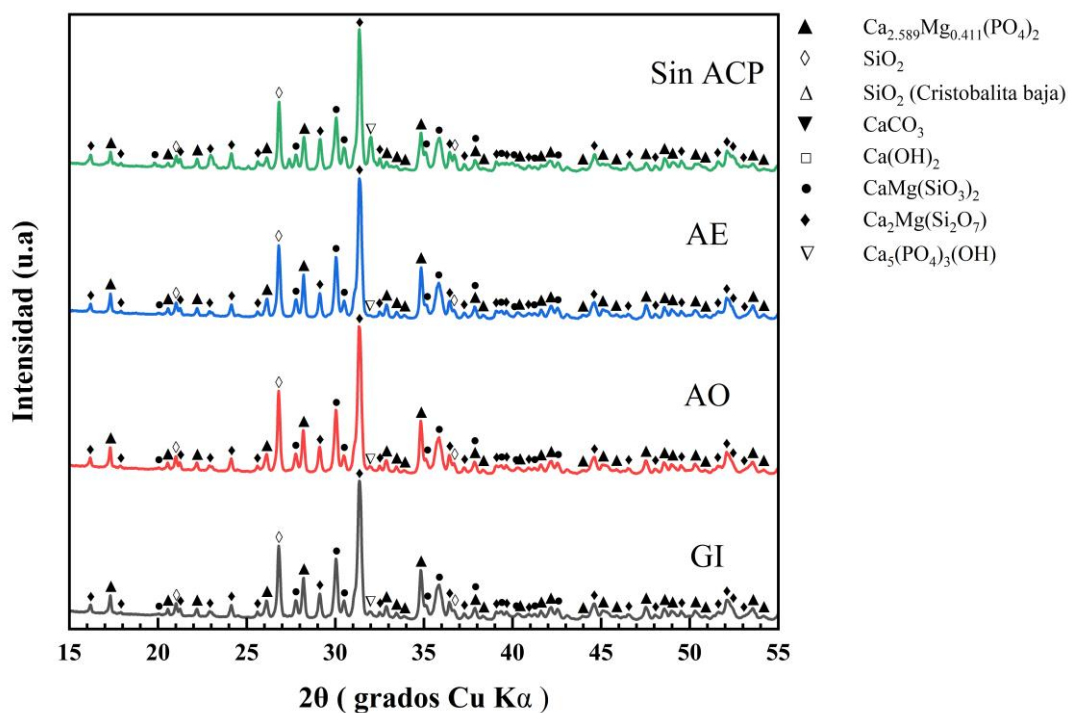 Sin ACP
AE
AO
GI
Intensidad (u.a)
15 20 25 30 35 40 45 50 55
2θ ( grados Cu Kα )
Ca2.589Mg0.411(PO4)2
SiO2
SiO2 (Cristobalita baja)
CaCO3
Ca(OH)2
CaMg(SiO3)2
Ca2Mg(Si2O7)
Ca5(PO4)3(OH)